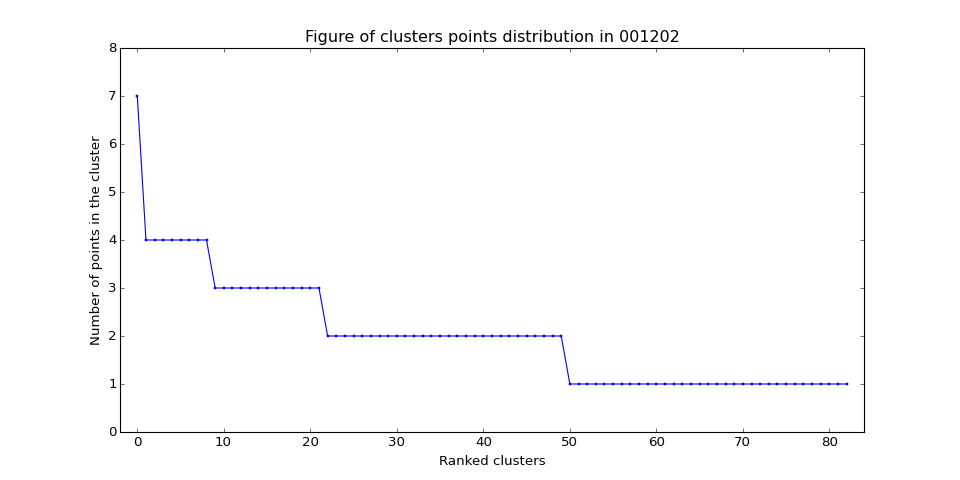 Figure of clusters points distribution in 001202
8
7
6
5
4
3
2
1
0
Number of points in the cluster
0 10 20 30 40 50 60 70 80
Ranked clusters